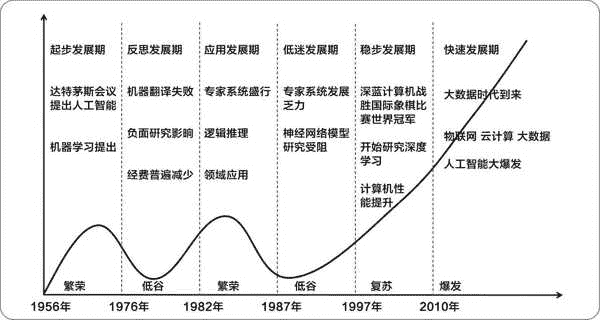 起步发展期
反思发展期
应用发展期
低迷发展期
稳步发展期
快速发展期
达特茅斯会议
提出人工智能
机器学习提出
机器翻译失败
负面研究影响
经费普遍减少
专家系统盛行
逻辑推理
领域应用
专家系统发展
乏力
神经网络模型
研究受阻
深蓝计算机战
胜国际象棋比
赛世界冠军
开始研究深度
学习
计算机性
能提升
大数据时代到来
物联网 云计算 大数据
人工智能大爆发
繁荣
低谷
繁荣
低谷
复苏
爆发
1956年
1976年
1982年
1987年
1997年
2010年